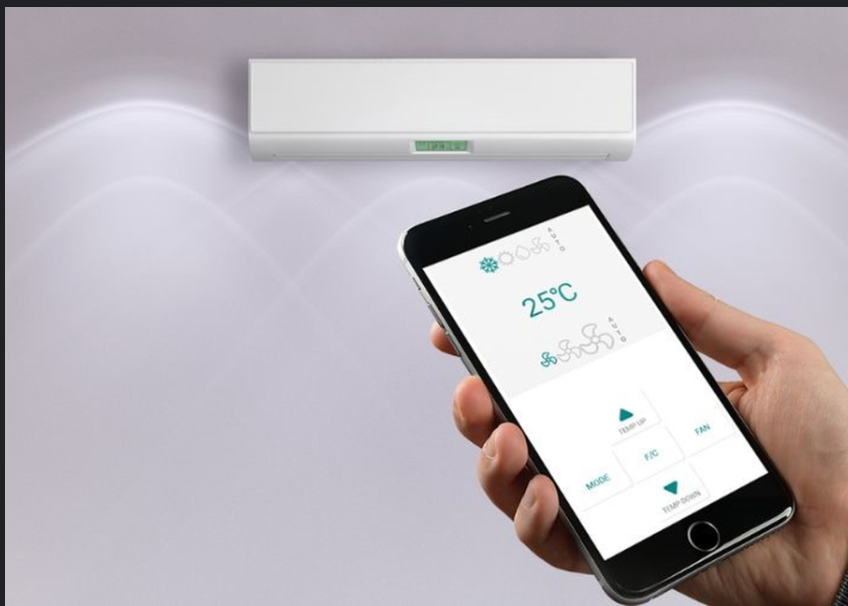 AUTO
25°C
AUTO
TEMP UP
MODE
F/C
FAN
TEMP DOWN